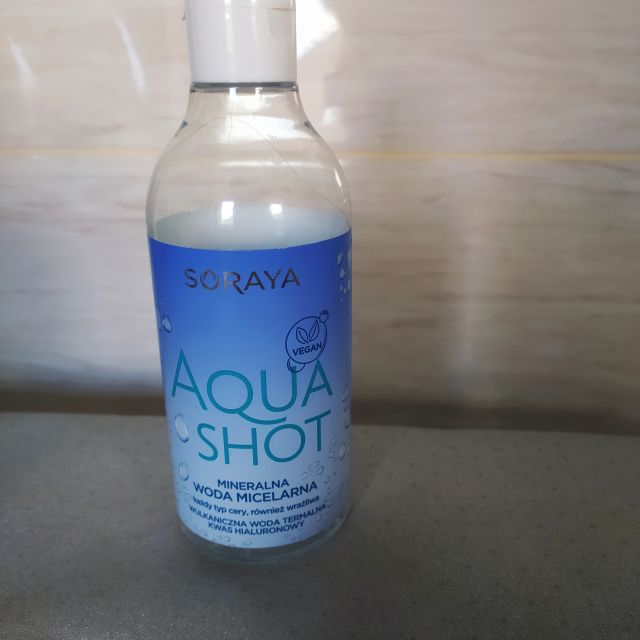 SORAYA
VEGAN
AQUA
SHOT
MINERALNA
WODA MICELARNA
każdy typ cery, również wrażliwa
WULKANICZNA WODA TERMALNA
KWAS HIALURONOWY